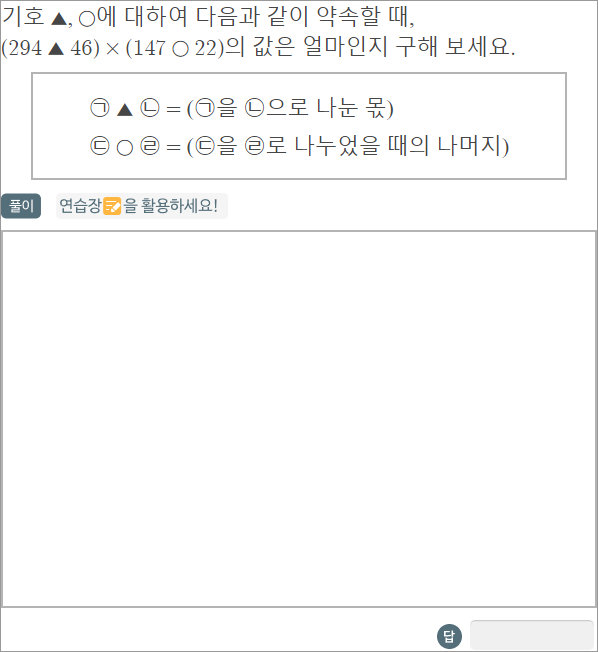 기호 ▲, ○에 대하여 다음과 같이 약속할 때,
(294 ▲ 46) × (147 ○ 22)의 값은 얼마인지 구해 보세요.
㉠ ▲ ㉡ = (㉠을 ㉡으로 나눈 몫)
㉢ ○ ㉣ = (㉢을 ㉣로 나누었을 때의 나머지)
풀이 연습장을 활용하세요!
답